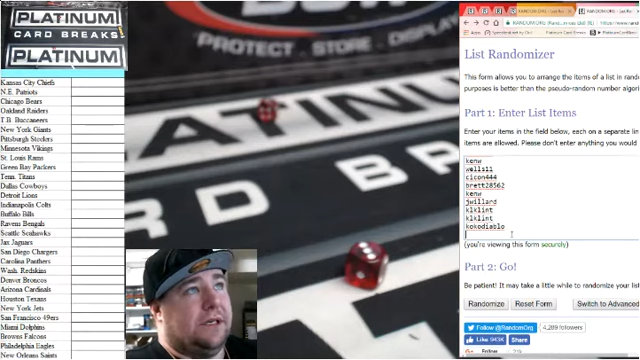 PLATINUM
CARD BREAKS
PLATINUM
Kansas City Chiefs
N.E. Patriots
Chicago Bears
Oakland Raiders
T.B. Buccaneers
New York Giants
Pittsburgh Steelers
Minnesota Vikings
St. Louis Rams
Green Bay Packers
Tenn. Titans
Dallas Cowboys
Detroit Lions
Indianapolis Colts
Buffalo Bills
Seattle Seahawks
Jax Jaguars
San Diego Chargers
Carolina Panthers
Wash. Redskins
Denver Broncos
Arizona Cardinals
Houston Texans
New York Jets
San Francisco 49ers
Miami Dolphins
Browns Falcons
Philadelphia Eagles
New Orleans Saints
PROTECT · STORE · DISPLAY
LATINUM
RD BR
List Randomizer
This form allows you to arrange the items of a list in rand
purposes is better than the pseudo-random number algori
Part 1: Enter List Items
Enter your items in the field below, each on a separate lin
items are allowed. Please don't enter anything you would
kenw
wells11
cicon444
brett28562
kenw
jwillard
klklint
klklint
kokodiablo
(you're viewing this form securely)
Part 2: Go!
Be patient! It may take a little while to randomize your list
Randomize
Reset Form
Switch to Advanced
Follow @RandomOrg
4,289 followers
Like 943K
Share